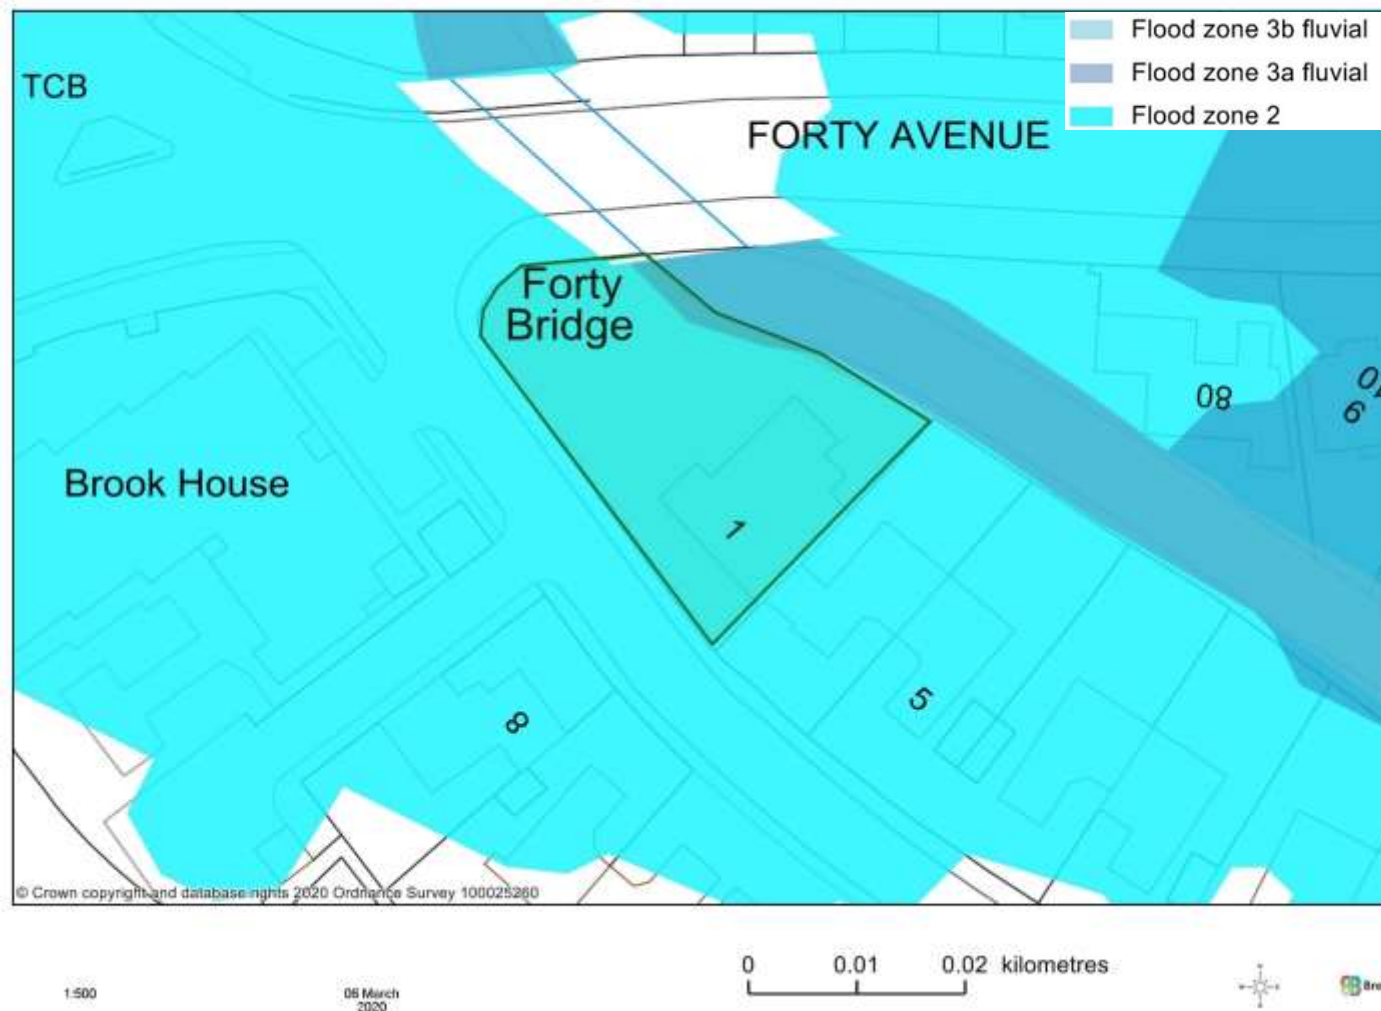 Flood zone 3b fluvial
Flood zone 3a fluvial
Flood zone 2
TCB
FORTY AVENUE
Forty
Bridge
80
Brook House
1
5
8
© Crown copyright and database rights 2020 Ordnance Survey 100025260
0 0.01 0.02 kilometres
1:500
06 March
2020